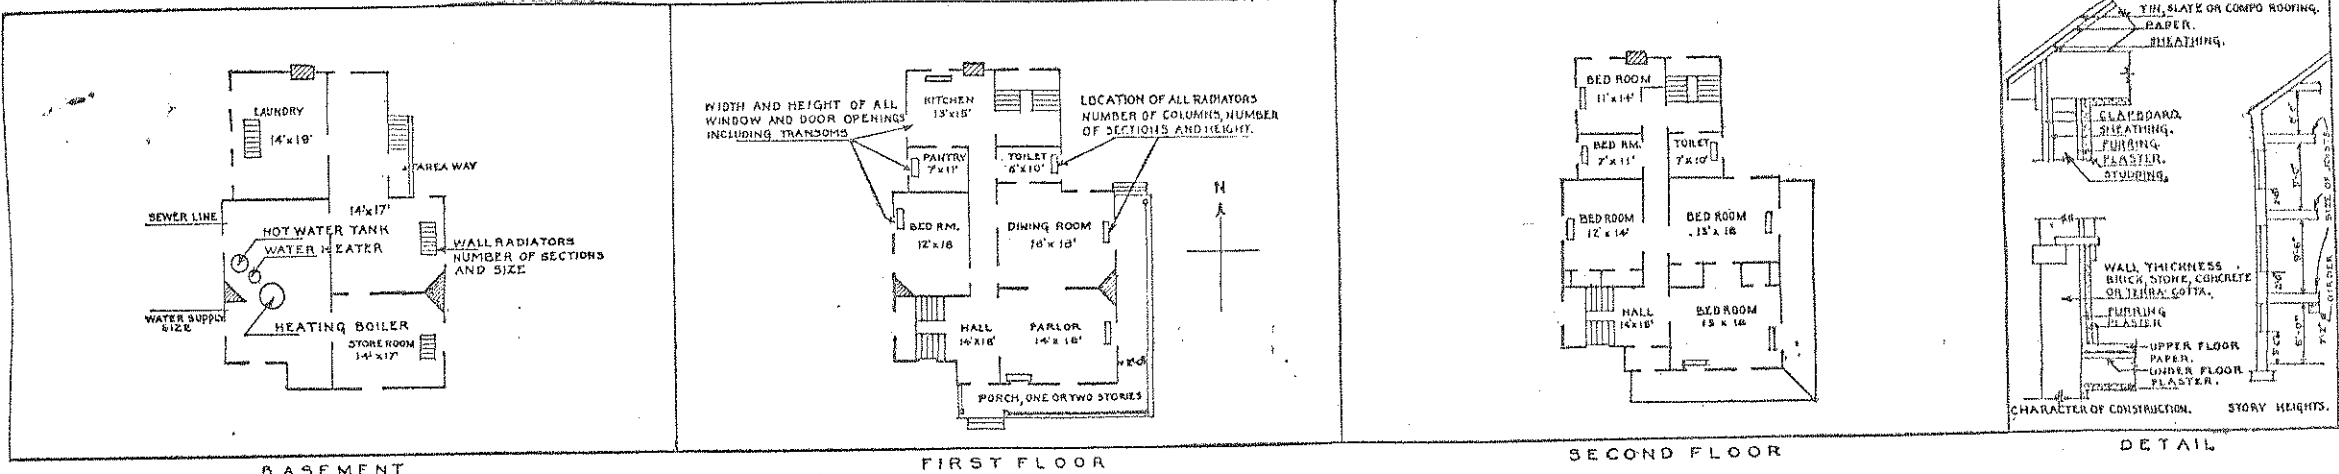 LAUNDRY
14'x19'
AREA WAY
SEWER LINE
14'x17'
HOT WATER TANK
WATER HEATER
WALL RADIATORS
NUMBER OF SECTIONS
AND SIZE
WATER SUPPLY
SIZE
HEATING BOILER
STORE ROOM
14'x17'
BASEMENT
WIDTH AND HEIGHT OF ALL
WINDOW AND DOOR OPENINGS
INCLUDING TRANSOMS
KITCHEN
13'x15'
LOCATION OF ALL RADIATORS
NUMBER OF COLUMNS, NUMBER
OF SECTIONS AND HEIGHT.
PANTRY
7'x11'
TOILET
6'x10'
N
BED RM.
12'x18
DINING ROOM
16'x18'
HALL
14'x18'
PARLOR
14'x18'
PORCH, ONE OR TWO STORIES
FIRST FLOOR
BED ROOM
11'x14'
BED RM.
7'x11'
TOILET
7'x10'
BED ROOM
12'x14'
BED ROOM
13'x18
HALL
14'x18'
BED ROOM
15 x 18
SECOND FLOOR
TIN, SLATE OR COMPO ROOFING.
PAPER.
SHEATHING.
CLAPBOARD.
SHEATHING.
FURRING
PLASTER.
STUDDING.
SIZE OF JOISTS
GIRDER
WALL THICKNESS
BRICK, STONE, CONCRETE
OR TERRA COTTA.
FURRING
PLASTER
UPPER FLOOR
PAPER.
UNDER FLOOR
PLASTER.
CHARACTER OF CONSTRUCTION.
STORY HEIGHTS.
DETAIL